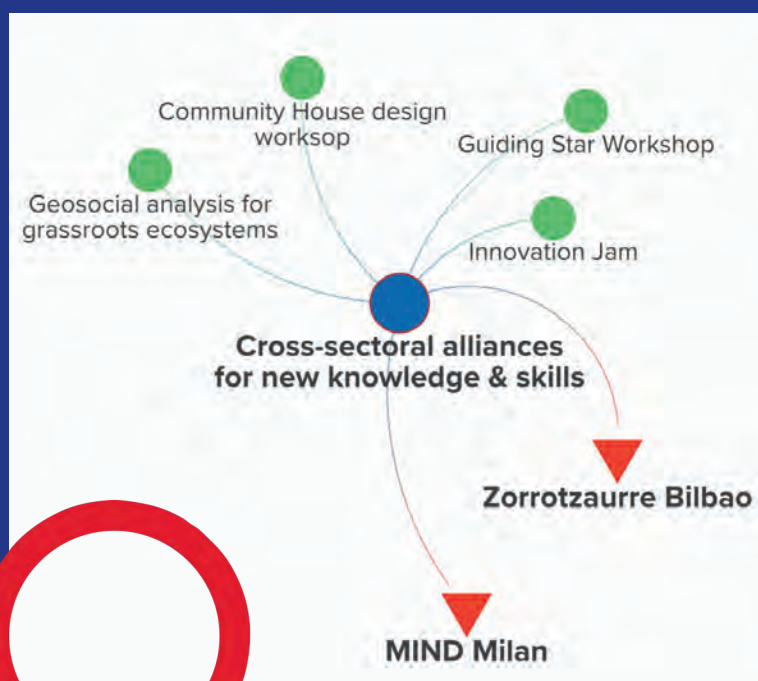 Community House design
worksop
Guiding Star Workshop
Geosocial analysis for
grassroots ecosystems
Innovation Jam
Cross-sectoral alliances
for new knowledge & skills
Zorrotzaurre Bilbao
MIND Milan